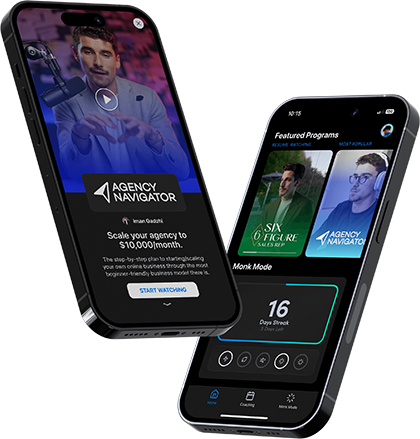 AGENCY
NAVIGATOR
Iman Gadzhi
Scale your agency to
$10,000/month.
The step-by-step plan to starting/scaling
your own online business through the most
beginner-friendly business model there is.
START WATCHING
10:15
Featured Programs
RESUME WATCHING
MOST POPULAR
SIX
6 FIGURE
SALES REP
AGENCY
NAVIGATOR
Monk Mode
16
Days Streak
Days Left
Home
Coaching
Monk Mode